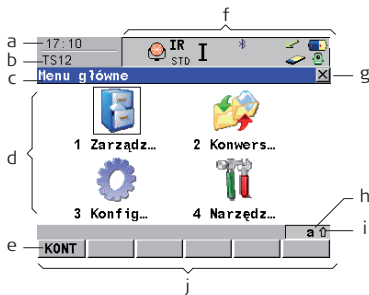 f
a
17:10
IR
STD
I
b
TS12
c
Menu główne
g
d
1 Zarządz…
2 Konwers…
3 Konfig…
4 Narzędz…
h
a
i
e
KONT
j